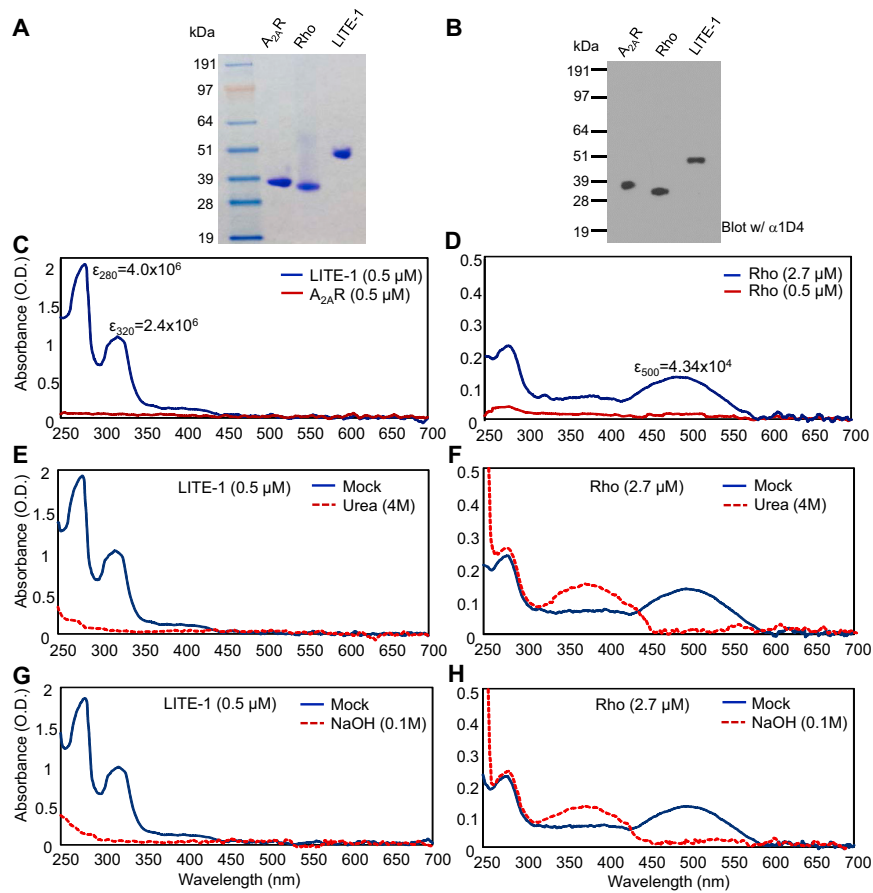 A
kDa
A2AR
Rho
LITE-1
191
97
64
51
39
28
19
B
kDa
A2AR
Rho
LITE-1
191
97
64
51
39
28
19
Blot w/ α1D4
C
Absorbance (O.D.)
2
1.5
1
0.5
0
ε280=4.0x10⁶
ε320=2.4x10⁶
LITE-1 (0.5 µM)
A2AR (0.5 µM)
250 300 350 400 450 500 550 600 650 700
D
0.5
0.4
0.3
0.2
0.1
0
Rho (2.7 µM)
Rho (0.5 µM)
ε500=4.34x10⁴
250 300 350 400 450 500 550 600 650 700
E
Absorbance (O.D.)
2
1.5
1
0.5
0
LITE-1 (0.5 µM)
Mock
Urea (4M)
250 300 350 400 450 500 550 600 650 700
F
0.5
0.4
0.3
0.2
0.1
0
Rho (2.7 µM)
Mock
Urea (4M)
250 300 350 400 450 500 550 600 650 700
G
Absorbance (O.D.)
2
1.5
1
0.5
0
LITE-1 (0.5 µM)
Mock
NaOH (0.1M)
250 300 350 400 450 500 550 600 650 700
Wavelength (nm)
H
0.5
0.4
0.3
0.2
0.1
0
Rho (2.7 µM)
Mock
NaOH (0.1M)
250 300 350 400 450 500 550 600 650 700
Wavelength (nm)